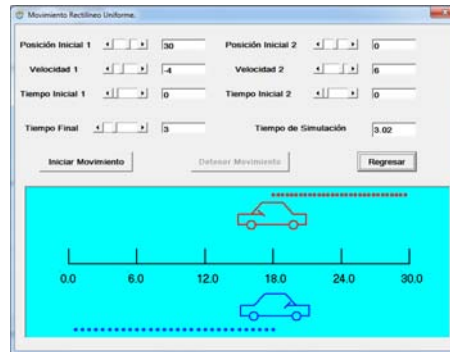 Movimiento Rectilíneo Uniforme.
Posición Inicial 1 30 Posición Inicial 2 0
Velocidad 1 -4 Velocidad 2 6
Tiempo Inicial 1 0 Tiempo Inicial 2 0
Tiempo Final 3 Tiempo de Simulación 3.02
Iniciar Movimiento Detener Movimiento Regresar
0.0 6.0 12.0 18.0 24.0 30.0